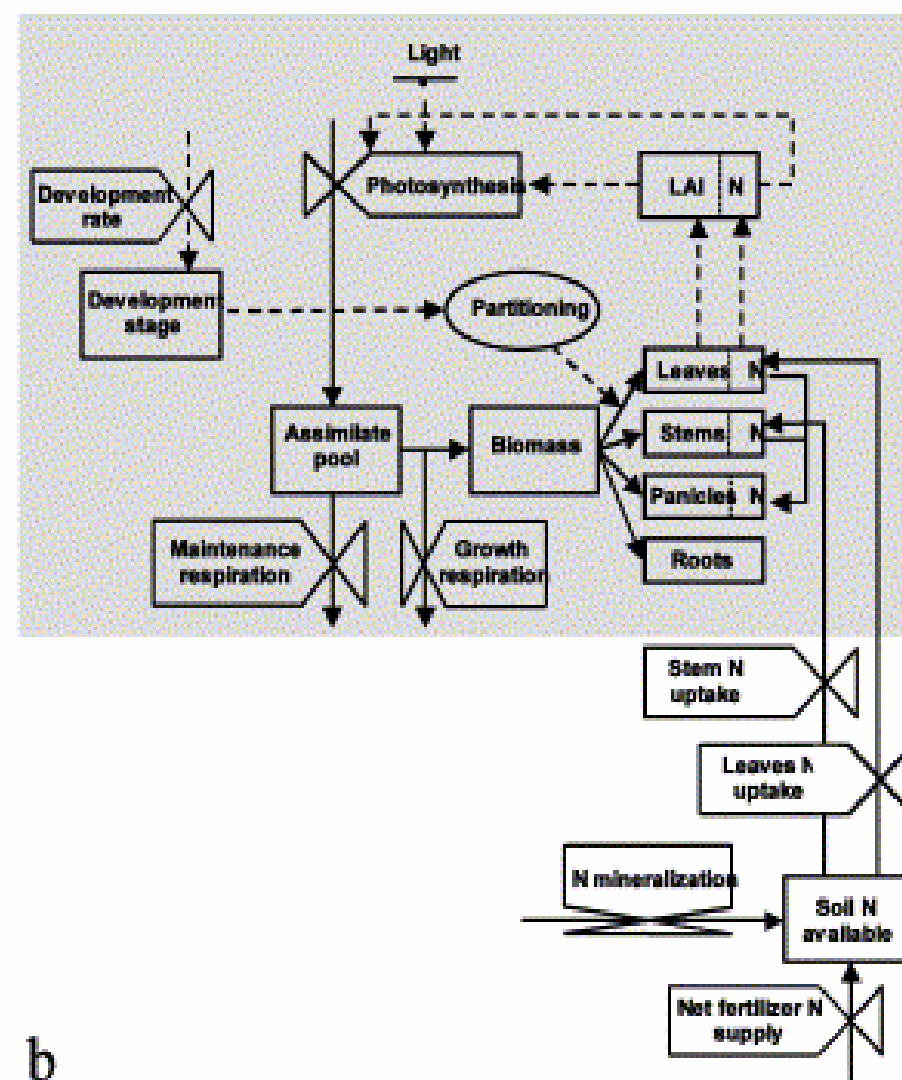 Light
Photosynthesis
LAI N
Development
rate
Development
stage
Partitioning
Leaves N
Stems N
Panicles N
Roots
Assimilate
pool
Biomass
Maintenance
respiration
Growth
respiration
Stem N
uptake
Leaves N
uptake
N mineralization
Soil N
available
Net fertilizer N
supply
b